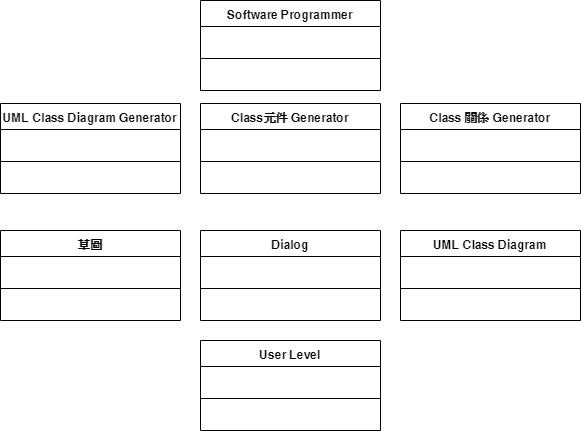 Software Programmer
UML Class Diagram Generator
Class元件 Generator
Class 關係 Generator
草圖
Dialog
UML Class Diagram
User Level